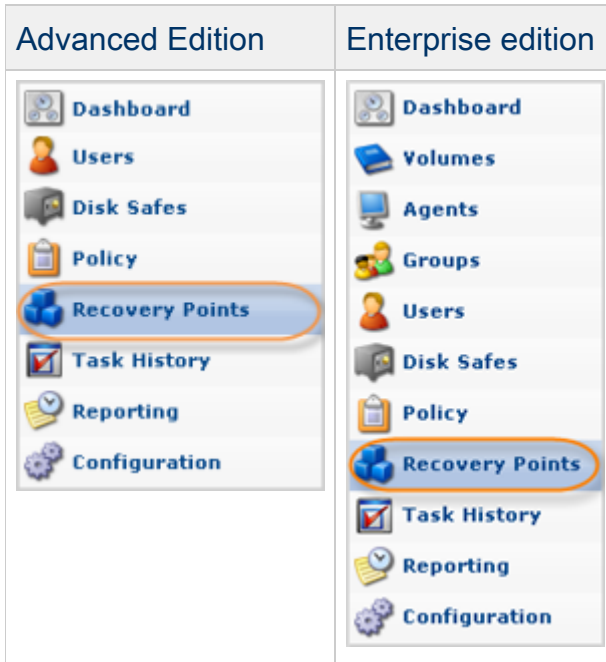 Advanced Edition
Dashboard
Users
Disk Safes
Policy
Recovery Points
Task History
Reporting
Configuration
Enterprise edition
Dashboard
Volumes
Agents
Groups
Users
Disk Safes
Policy
Recovery Points
Task History
Reporting
Configuration